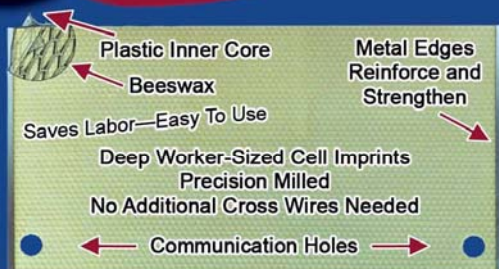 Plastic Inner Core
Beeswax
Saves Labor—Easy To Use
Metal Edges
Reinforce and
Strengthen
Deep Worker-Sized Cell Imprints
Precision Milled
No Additional Cross Wires Needed
Communication Holes